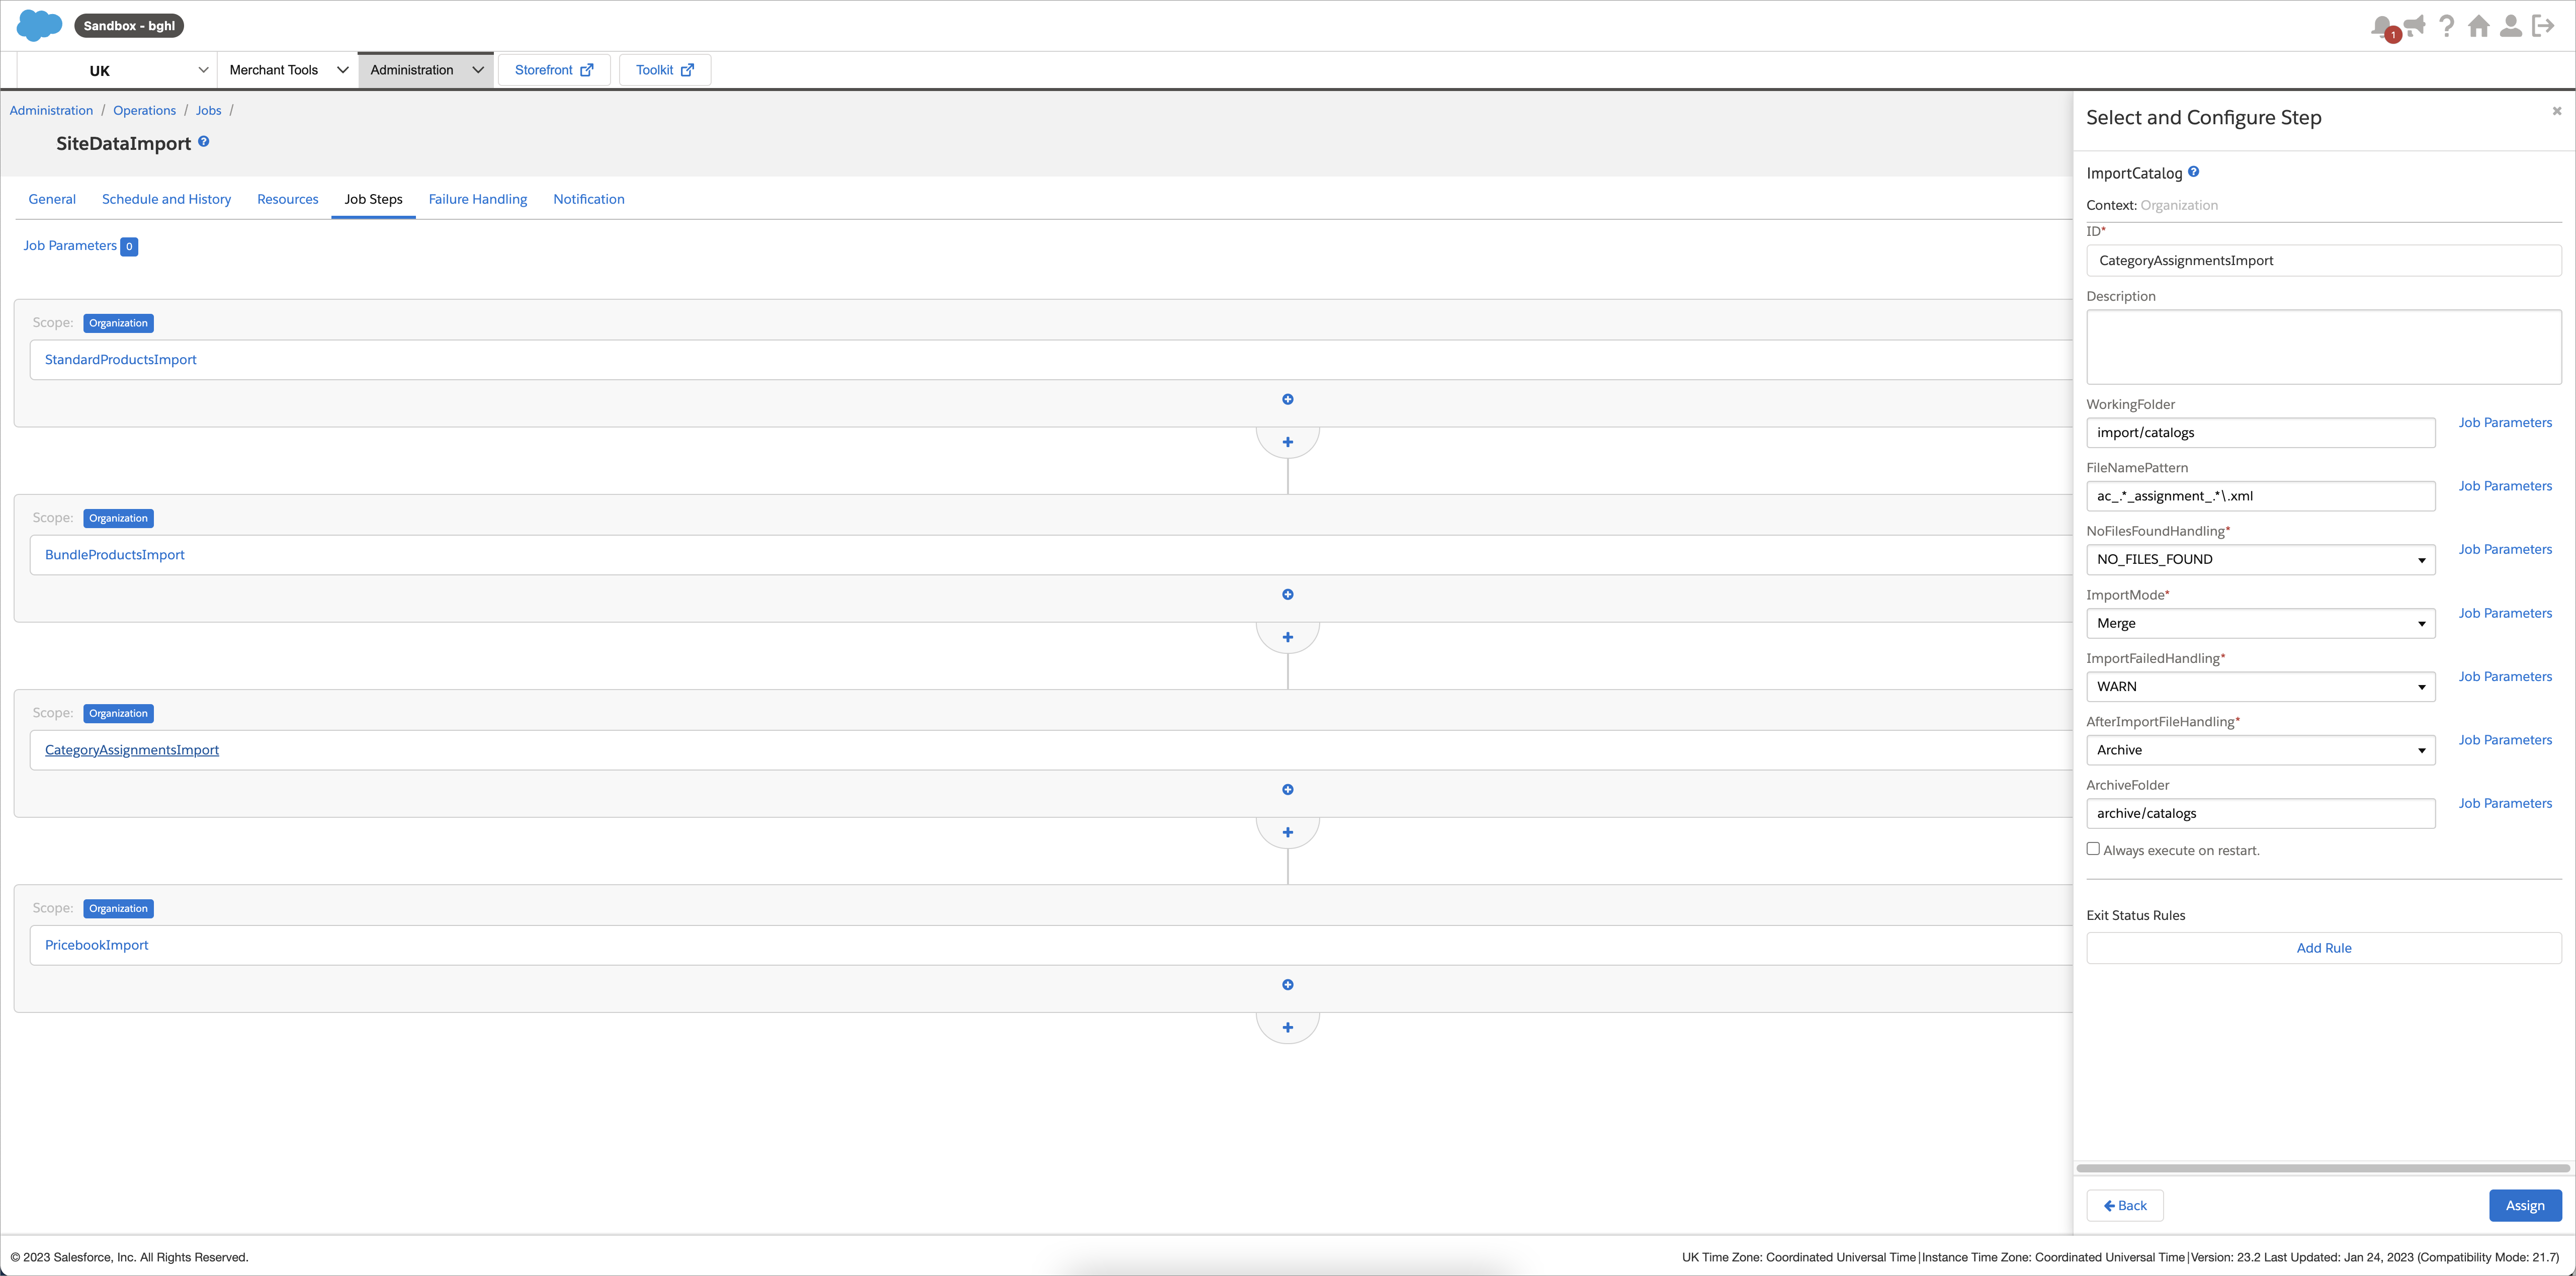 Sandbox - bghl
1
UK
Merchant Tools
Administration
Storefront
Toolkit
Administration / Operations / Jobs /
SiteDataImport
General
Schedule and History
Resources
Job Steps
Failure Handling
Notification
Job Parameters 0
Scope: Organization
StandardProductsImport
Scope: Organization
BundleProductsImport
Scope: Organization
CategoryAssignmentsImport
Scope: Organization
PricebookImport
Select and Configure Step
ImportCatalog
Context: Organization
ID*
CategoryAssignmentsImport
Description
WorkingFolder
import/catalogs
Job Parameters
FileNamePattern
ac_.*_assignment_.*\.xml
Job Parameters
NoFilesFoundHandling*
NO_FILES_FOUND
Job Parameters
ImportMode*
Merge
Job Parameters
ImportFailedHandling*
WARN
Job Parameters
AfterImportFileHandling*
Archive
Job Parameters
ArchiveFolder
archive/catalogs
Job Parameters
Always execute on restart.
Exit Status Rules
Add Rule
Back
Assign
© 2023 Salesforce, Inc. All Rights Reserved.
UK Time Zone: Coordinated Universal Time|Instance Time Zone: Coordinated Universal Time|Version: 23.2 Last Updated: Jan 24, 2023 (Compatibility Mode: 21.7)